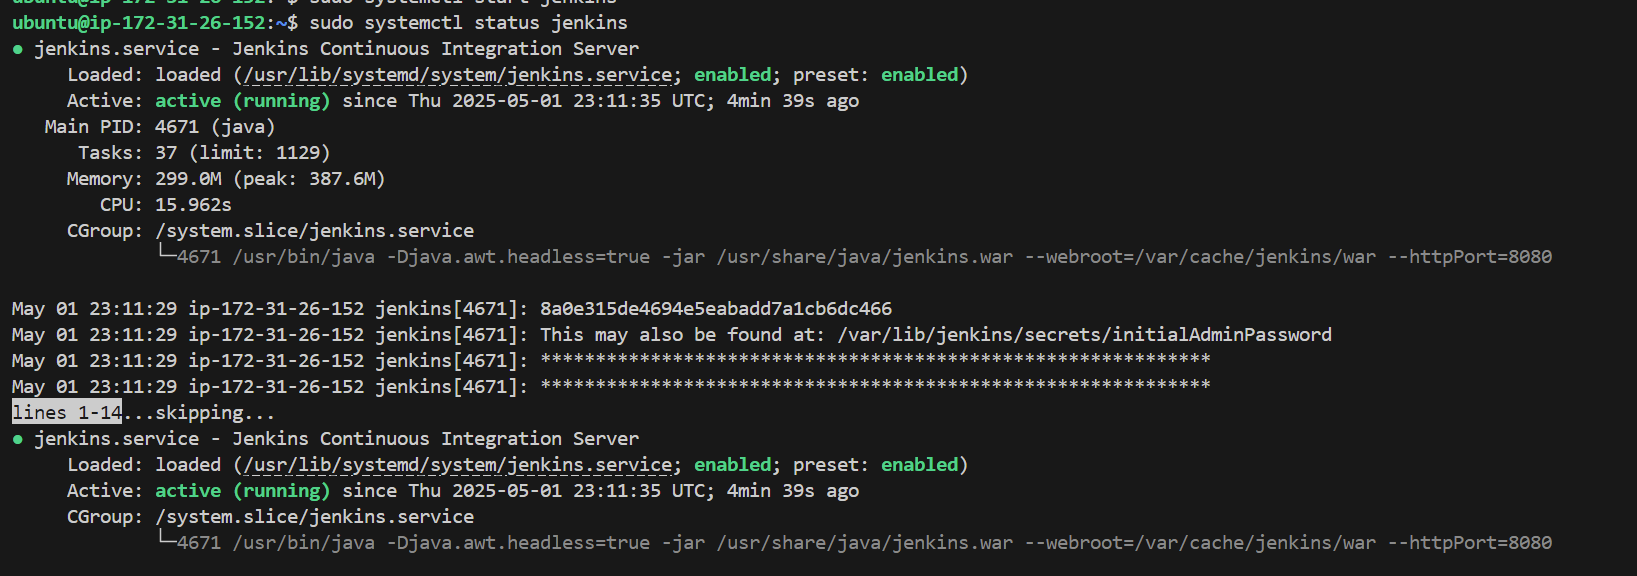 ubuntu@ip-172-31-26-152:~$ sudo systemctl start jenkins
ubuntu@ip-172-31-26-152:~$ sudo systemctl status jenkins
● jenkins.service - Jenkins Continuous Integration Server
     Loaded: loaded (/usr/lib/systemd/system/jenkins.service; enabled; preset: enabled)
     Active: active (running) since Thu 2025-05-01 23:11:35 UTC; 4min 39s ago
   Main PID: 4671 (java)
      Tasks: 37 (limit: 1129)
     Memory: 299.0M (peak: 387.6M)
        CPU: 15.962s
     CGroup: /system.slice/jenkins.service
             └─4671 /usr/bin/java -Djava.awt.headless=true -jar /usr/share/java/jenkins.war --webroot=/var/cache/jenkins/war --httpPort=8080
May 01 23:11:29 ip-172-31-26-152 jenkins[4671]: 8a0e315de4694e5eabadd7a1cb6dc466
May 01 23:11:29 ip-172-31-26-152 jenkins[4671]: This may also be found at: /var/lib/jenkins/secrets/initialAdminPassword
May 01 23:11:29 ip-172-31-26-152 jenkins[4671]: *************************************************************
May 01 23:11:29 ip-172-31-26-152 jenkins[4671]: *************************************************************
lines 1-14...skipping...
● jenkins.service - Jenkins Continuous Integration Server
     Loaded: loaded (/usr/lib/systemd/system/jenkins.service; enabled; preset: enabled)
     Active: active (running) since Thu 2025-05-01 23:11:35 UTC; 4min 39s ago
     CGroup: /system.slice/jenkins.service
             └─4671 /usr/bin/java -Djava.awt.headless=true -jar /usr/share/java/jenkins.war --webroot=/var/cache/jenkins/war --httpPort=8080